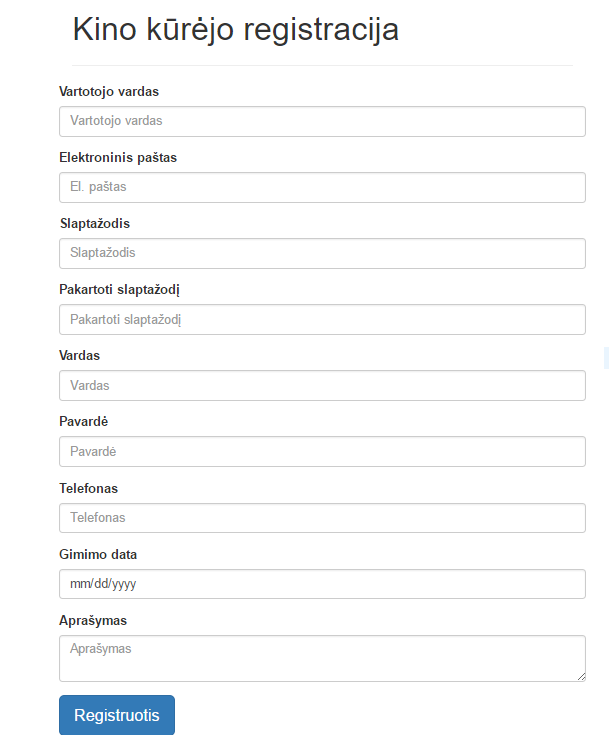 Kino kūrėjo registracija
Vartotojo vardas
Vartotojo vardas
Elektroninis paštas
El. paštas
Slaptažodis
Slaptažodis
Pakartoti slaptažodį
Pakartoti slaptažodį
Vardas
Vardas
Pavardė
Pavardė
Telefonas
Telefonas
Gimimo data
mm/dd/yyyy
Aprašymas
Aprašymas
Registruotis